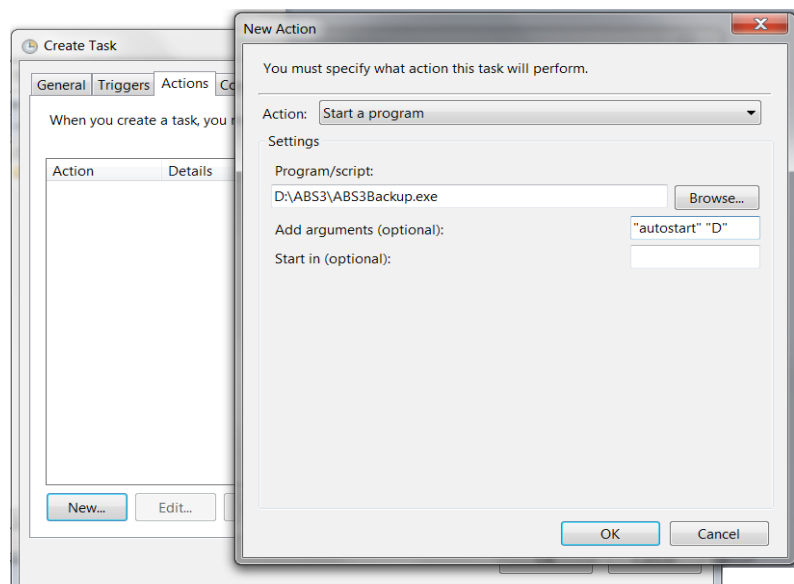 Create Task
General Triggers Actions Co
When you create a task, you
Action Details
New... Edit...
New Action
You must specify what action this task will perform.
Action: Start a program
Settings
Program/script:
D:\ABS3\ABS3Backup.exe Browse...
Add arguments (optional): "autostart" "D"
Start in (optional):
OK Cancel